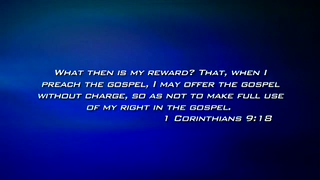 What then is my reward? That, when I
preach the gospel, I may offer the gospel
without charge, so as not to make full use
of my right in the gospel.
1 Corinthians 9:18